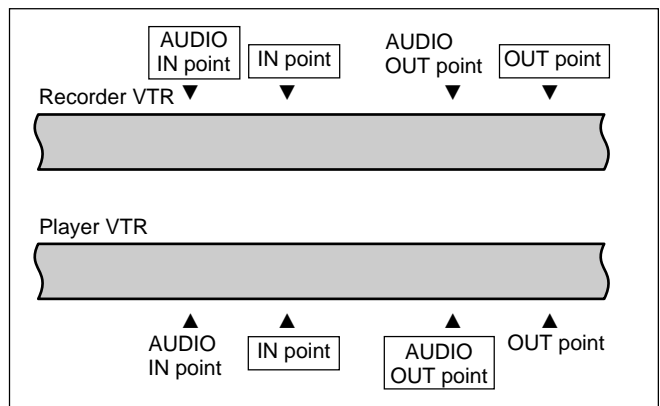 AUDIO
IN point
IN point
AUDIO
OUT point
OUT point
Recorder VTR
Player VTR
AUDIO
IN point
IN point
AUDIO
OUT point
OUT point